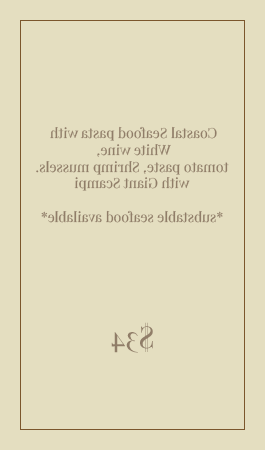 Coastal Seafood pasta with
White wine,
tomato paste, Shrimp mussels.
with Giant Scampi
*substable seafood available*
$34